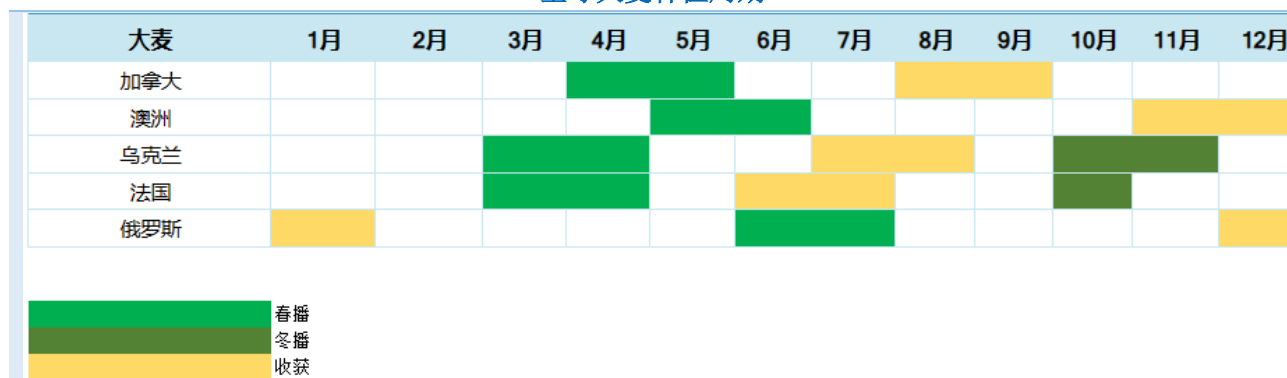 大麦 1月 2月 3月 4月 5月 6月 7月 8月 9月 10月 11月 12月
加拿大
澳洲
乌克兰
法国
俄罗斯
春播
冬播
收获